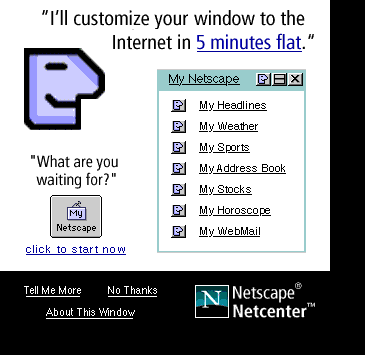 "I'll customize your window to the
Internet in 5 minutes flat."
My Netscape
My Headlines
My Weather
My Sports
My Address Book
My Stocks
My Horoscope
My WebMail
"What are you
waiting for?"
My
Netscape
click to start now
Tell Me More No Thanks
About This Window
N Netscape®
Netcenter™